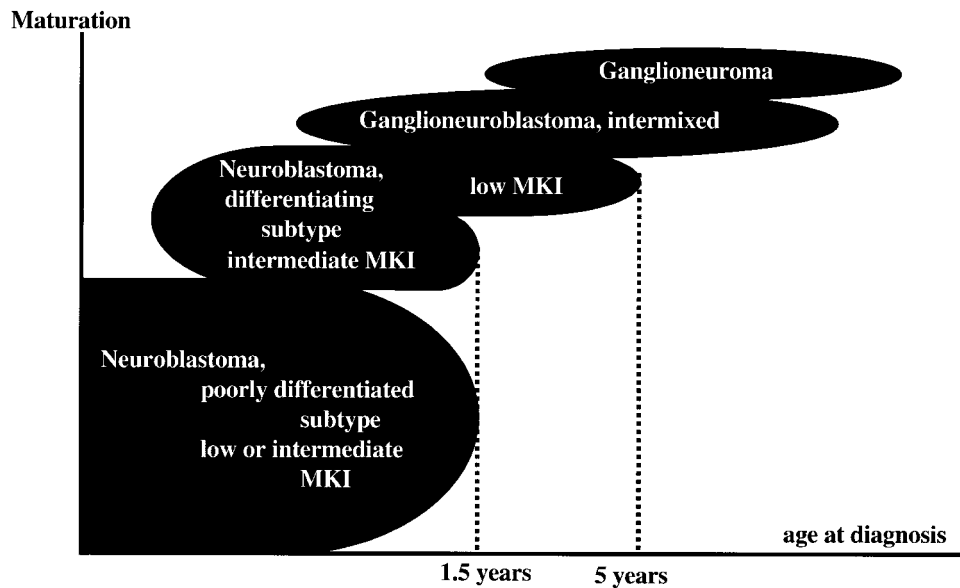 Maturation
Ganglioneuroma
Ganglioneuroblastoma, intermixed
Neuroblastoma,
differentiating
subtype
intermediate MKI
low MKI
Neuroblastoma,
poorly differentiated
subtype
low or intermediate
MKI
age at diagnosis
1.5 years
5 years